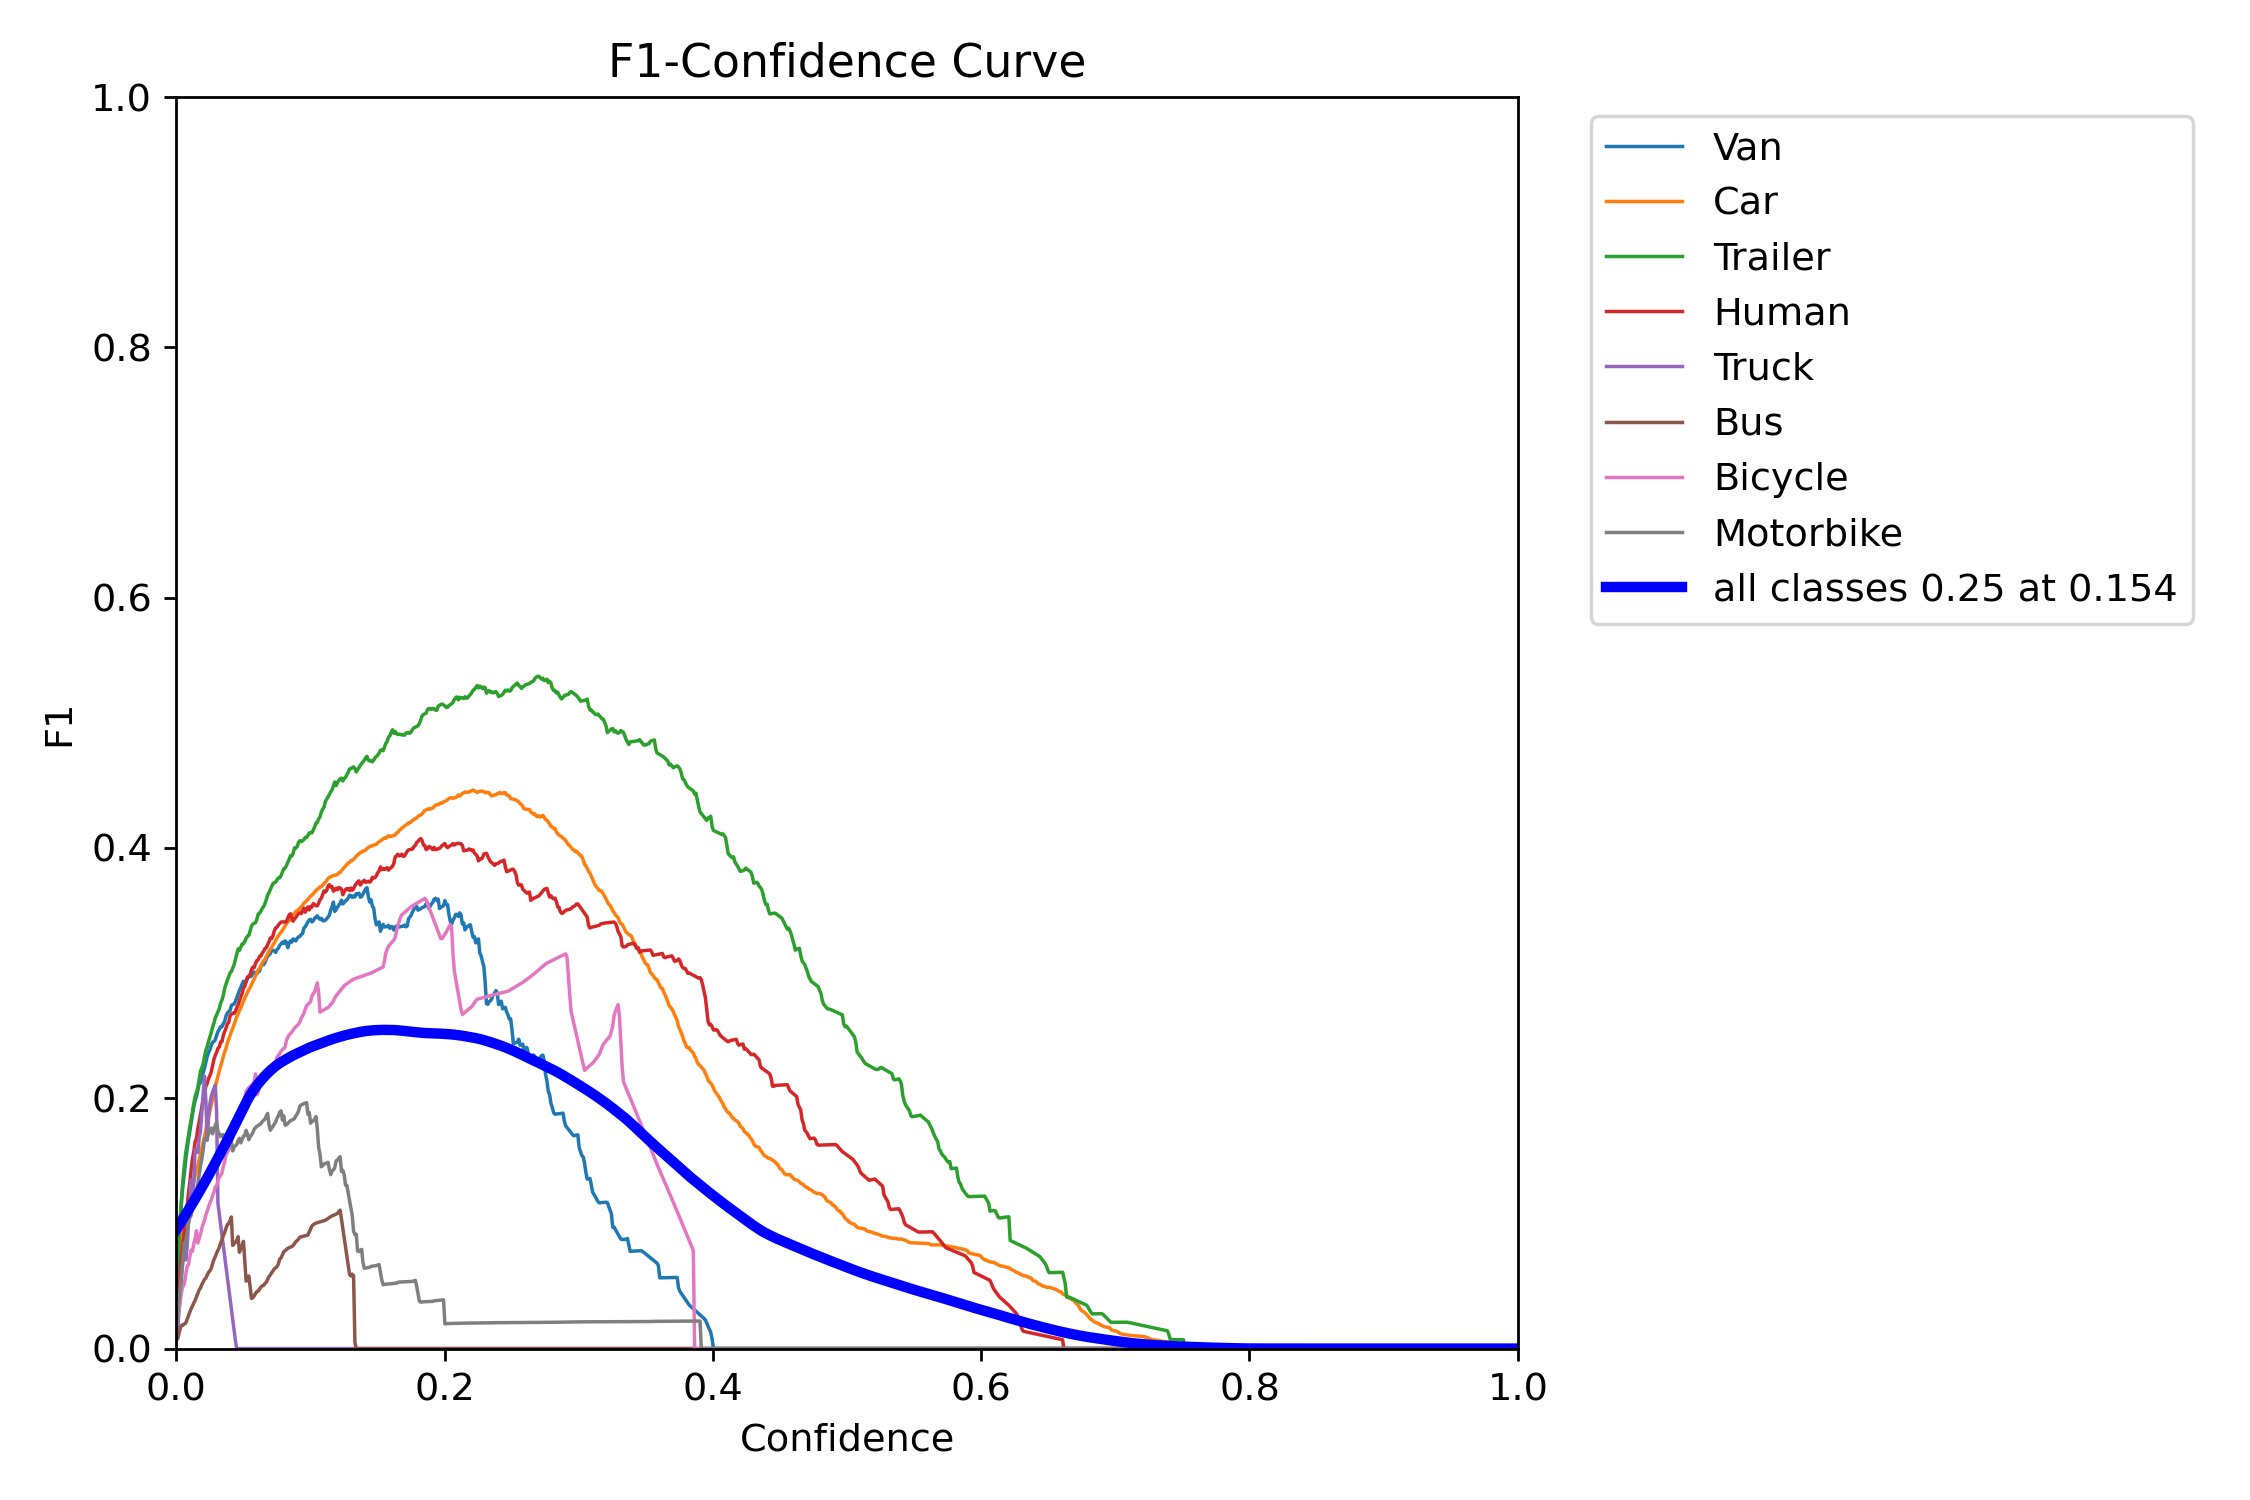 F1-Confidence Curve
1.0
0.8
0.6
0.4
0.2
0.0
F1
0.0 0.2 0.4 0.6 0.8 1.0
Confidence
Van
Car
Trailer
Human
Truck
Bus
Bicycle
Motorbike
all classes 0.25 at 0.154